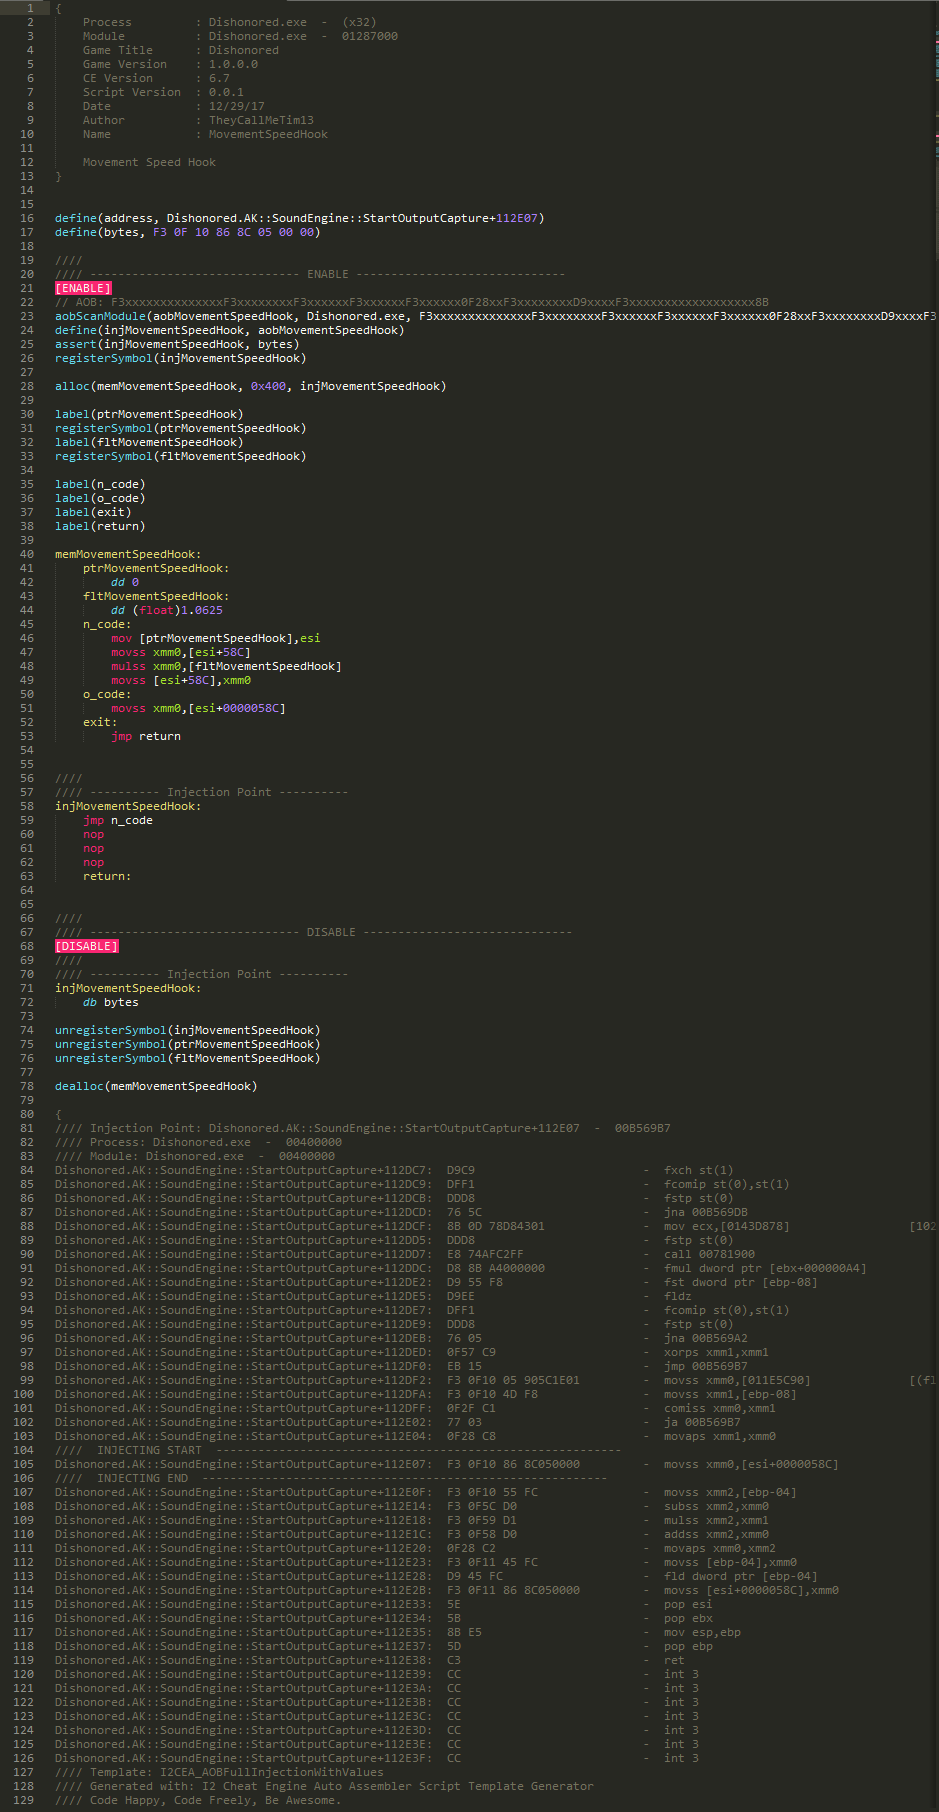 1 {
2 Process : Dishonored.exe - (x32)
3 Module : Dishonored.exe - 01287000
4 Game Title : Dishonored
5 Game Version : 1.0.0.0
6 CE Version : 6.7
7 Script Version : 0.0.1
8 Date : 12/29/17
9 Author : TheyCallMeTim13
10 Name : MovementSpeedHook
11
12 Movement Speed Hook
13 }
14
15
16 define(address, Dishonored.AK::SoundEngine::StartOutputCapture+112E07)
17 define(bytes, F3 0F 10 86 8C 05 00 00)
18
19 ////
20 //// ------------------------------ ENABLE ------------------------------
21 [ENABLE]
22 // AOB: F3xxxxxxxxxxxxxxF3xxxxxxxxF3xxxxxxF3xxxxxxF3xxxxxx0F28xxF3xxxxxxxxD9xxxxF3xxxxxxxxxxxxxxxxxx8B
23 aobScanModule(aobMovementSpeedHook, Dishonored.exe, F3xxxxxxxxxxxxxxF3xxxxxxxxF3xxxxxxF3xxxxxxF3xxxxxx0F28xxF3xxxxxxxxD9xxxxF3
24 define(injMovementSpeedHook, aobMovementSpeedHook)
25 assert(injMovementSpeedHook, bytes)
26 registerSymbol(injMovementSpeedHook)
27
28 alloc(memMovementSpeedHook, 0x400, injMovementSpeedHook)
29
30 label(ptrMovementSpeedHook)
31 registerSymbol(ptrMovementSpeedHook)
32 label(fltMovementSpeedHook)
33 registerSymbol(fltMovementSpeedHook)
34
35 label(n_code)
36 label(o_code)
37 label(exit)
38 label(return)
39
40 memMovementSpeedHook:
41 ptrMovementSpeedHook:
42 dd 0
43 fltMovementSpeedHook:
44 dd (float)1.0625
45 n_code:
46 mov [ptrMovementSpeedHook],esi
47 movss xmm0,[esi+58C]
48 mulss xmm0,[fltMovementSpeedHook]
49 movss [esi+58C],xmm0
50 o_code:
51 movss xmm0,[esi+0000058C]
52 exit:
53 jmp return
54
55
56 ////
57 //// ---------- Injection Point ----------
58 injMovementSpeedHook:
59 jmp n_code
60 nop
61 nop
62 nop
63 return:
64
65
66 ////
67 //// ------------------------------ DISABLE ------------------------------
68 [DISABLE]
69 ////
70 //// ---------- Injection Point ----------
71 injMovementSpeedHook:
72 db bytes
73
74 unregisterSymbol(injMovementSpeedHook)
75 unregisterSymbol(ptrMovementSpeedHook)
76 unregisterSymbol(fltMovementSpeedHook)
77
78 dealloc(memMovementSpeedHook)
79
80 {
81 //// Injection Point: Dishonored.AK::SoundEngine::StartOutputCapture+112E07 - 00B569B7
82 //// Process: Dishonored.exe - 00400000
83 //// Module: Dishonored.exe - 00400000
84 Dishonored.AK::SoundEngine::StartOutputCapture+112DC7: D9C9 - fxch st(1)
85 Dishonored.AK::SoundEngine::StartOutputCapture+112DC9: DFF1 - fcomip st(0),st(1)
86 Dishonored.AK::SoundEngine::StartOutputCapture+112DCB: DDD8 - fstp st(0)
87 Dishonored.AK::SoundEngine::StartOutputCapture+112DCD: 76 5C - jna 00B569DB
88 Dishonored.AK::SoundEngine::StartOutputCapture+112DCF: 8B 0D 78D84301 - mov ecx,[0143D878] [102
89 Dishonored.AK::SoundEngine::StartOutputCapture+112DD5: DDD8 - fstp st(0)
90 Dishonored.AK::SoundEngine::StartOutputCapture+112DD7: E8 74AFC2FF - call 00781900
91 Dishonored.AK::SoundEngine::StartOutputCapture+112DDC: D8 8B A4000000 - fmul dword ptr [ebx+000000A4]
92 Dishonored.AK::SoundEngine::StartOutputCapture+112DE2: D9 55 F8 - fst dword ptr [ebp-08]
93 Dishonored.AK::SoundEngine::StartOutputCapture+112DE5: D9EE - fldz
94 Dishonored.AK::SoundEngine::StartOutputCapture+112DE7: DFF1 - fcomip st(0),st(1)
95 Dishonored.AK::SoundEngine::StartOutputCapture+112DE9: DDD8 - fstp st(0)
96 Dishonored.AK::SoundEngine::StartOutputCapture+112DEB: 76 05 - jna 00B569A2
97 Dishonored.AK::SoundEngine::StartOutputCapture+112DED: 0F57 C9 - xorps xmm1,xmm1
98 Dishonored.AK::SoundEngine::StartOutputCapture+112DF0: EB 15 - jmp 00B569B7
99 Dishonored.AK::SoundEngine::StartOutputCapture+112DF2: F3 0F10 05 905C1E01 - movss xmm0,[011E5C90] [(fl
100 Dishonored.AK::SoundEngine::StartOutputCapture+112DFA: F3 0F10 4D F8 - movss xmm1,[ebp-08]
101 Dishonored.AK::SoundEngine::StartOutputCapture+112DFF: 0F2F C1 - comiss xmm0,xmm1
102 Dishonored.AK::SoundEngine::StartOutputCapture+112E02: 77 03 - ja 00B569B7
103 Dishonored.AK::SoundEngine::StartOutputCapture+112E04: 0F28 C8 - movaps xmm1,xmm0
104 //// INJECTING START ----------------------------------------------------------
105 Dishonored.AK::SoundEngine::StartOutputCapture+112E07: F3 0F10 86 8C050000 - movss xmm0,[esi+0000058C]
106 //// INJECTING END ----------------------------------------------------------
107 Dishonored.AK::SoundEngine::StartOutputCapture+112E0F: F3 0F10 55 FC - movss xmm2,[ebp-04]
108 Dishonored.AK::SoundEngine::StartOutputCapture+112E14: F3 0F5C D0 - subss xmm2,xmm0
109 Dishonored.AK::SoundEngine::StartOutputCapture+112E18: F3 0F59 D1 - mulss xmm2,xmm1
110 Dishonored.AK::SoundEngine::StartOutputCapture+112E1C: F3 0F58 D0 - addss xmm2,xmm0
111 Dishonored.AK::SoundEngine::StartOutputCapture+112E20: 0F28 C2 - movaps xmm0,xmm2
112 Dishonored.AK::SoundEngine::StartOutputCapture+112E23: F3 0F11 45 FC - movss [ebp-04],xmm0
113 Dishonored.AK::SoundEngine::StartOutputCapture+112E28: D9 45 FC - fld dword ptr [ebp-04]
114 Dishonored.AK::SoundEngine::StartOutputCapture+112E2B: F3 0F11 86 8C050000 - movss [esi+0000058C],xmm0
115 Dishonored.AK::SoundEngine::StartOutputCapture+112E33: 5E - pop esi
116 Dishonored.AK::SoundEngine::StartOutputCapture+112E34: 5B - pop ebx
117 Dishonored.AK::SoundEngine::StartOutputCapture+112E35: 8B E5 - mov esp,ebp
118 Dishonored.AK::SoundEngine::StartOutputCapture+112E37: 5D - pop ebp
119 Dishonored.AK::SoundEngine::StartOutputCapture+112E38: C3 - ret
120 Dishonored.AK::SoundEngine::StartOutputCapture+112E39: CC - int 3
121 Dishonored.AK::SoundEngine::StartOutputCapture+112E3A: CC - int 3
122 Dishonored.AK::SoundEngine::StartOutputCapture+112E3B: CC - int 3
123 Dishonored.AK::SoundEngine::StartOutputCapture+112E3C: CC - int 3
124 Dishonored.AK::SoundEngine::StartOutputCapture+112E3D: CC - int 3
125 Dishonored.AK::SoundEngine::StartOutputCapture+112E3E: CC - int 3
126 Dishonored.AK::SoundEngine::StartOutputCapture+112E3F: CC - int 3
127 //// Template: I2CEA_AOBFullInjectionWithValues
128 //// Generated with: I2 Cheat Engine Auto Assembler Script Template Generator
129 //// Code Happy, Code Freely, Be Awesome.